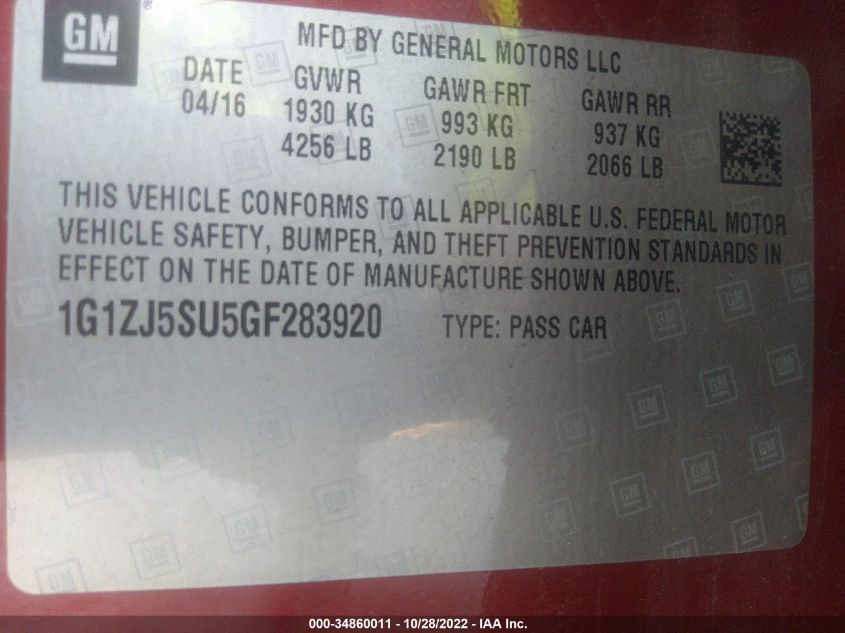 GM
MFD BY GENERAL MOTORS LLC
DATE GVWR GAWR FRT GAWR RR
04/16 1930 KG 993 KG 937 KG
4256 LB 2190 LB 2066 LB
THIS VEHICLE CONFORMS TO ALL APPLICABLE U.S. FEDERAL MOTOR
VEHICLE SAFETY, BUMPER, AND THEFT PREVENTION STANDARDS IN
EFFECT ON THE DATE OF MANUFACTURE SHOWN ABOVE.
1G1ZJ5SU5GF283920 TYPE: PASS CAR
000-34860011 - 10/28/2022 - IAA Inc.